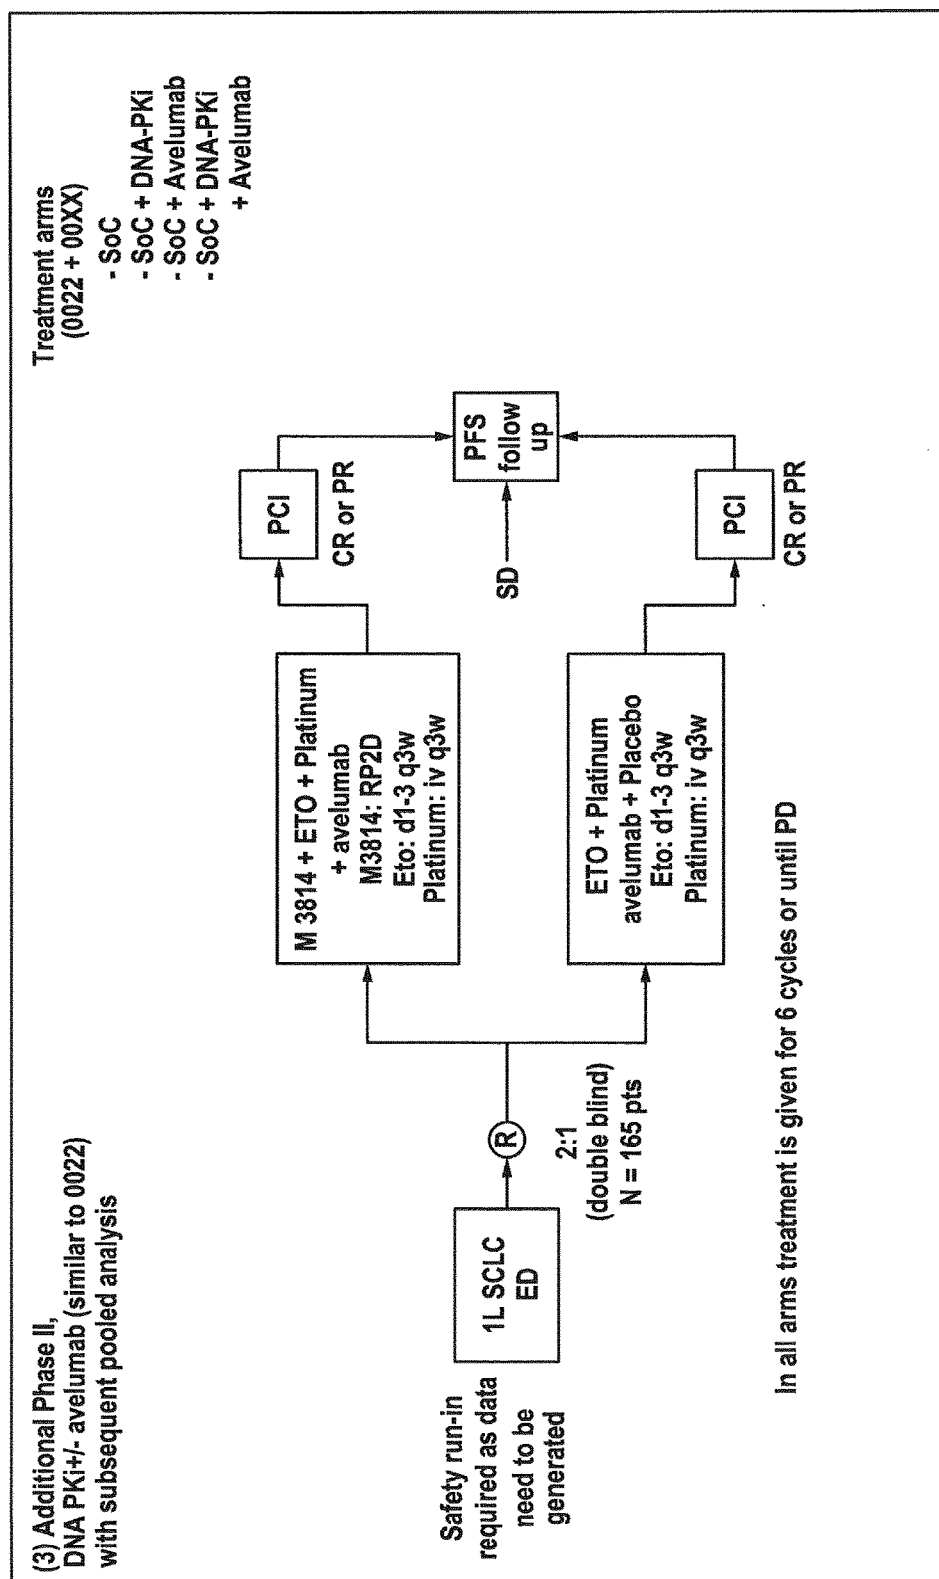 (3) Additional Phase II,
DNA PKi+/- avelumab (similar to 0022)
with subsequent pooled analysis
Treatment arms
(0022 + 00XX)
- SoC
- SoC + DNA-PKi
- SoC + Avelumab
- SoC + DNA-PKi
+ Avelumab
Safety run-in
required as data
need to be
generated
1L SCLC
ED
R
2:1
(double blind)
N = 165 pts
M 3814 + ETO + Platinum
+ avelumab
M3814: RP2D
Eto: d1-3 q3w
Platinum: iv q3w
ETO + Platinum
avelumab + Placebo
Eto: d1-3 q3w
Platinum: iv q3w
PCI
CR or PR
SD
PFS
follow
up
PCI
CR or PR
In all arms treatment is given for 6 cycles or until PD